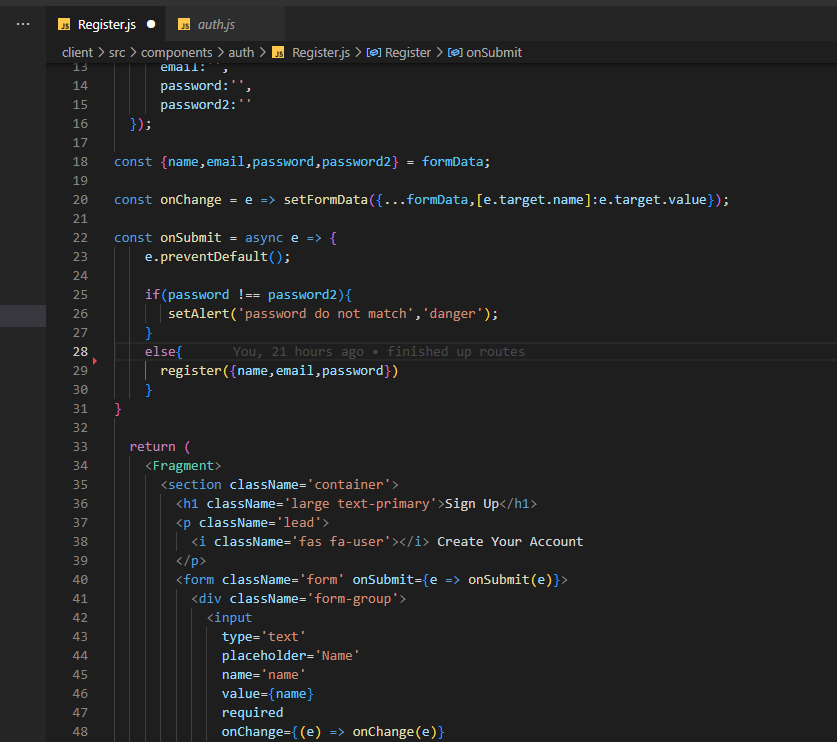 ...
JS Register.js ●
JS auth.js
client > src > components > auth > JS Register.js > Register > onSubmit
13 email:'',
14 password:'',
15 password2:''
16 });
17
18 const {name,email,password,password2} = formData;
19
20 const onChange = e => setFormData({...formData,[e.target.name]:e.target.value});
21
22 const onSubmit = async e => {
23 e.preventDefault();
24
25 if(password !== password2){
26 setAlert('password do not match','danger');
27 }
28 else{ You, 21 hours ago • finished up routes
29 register({name,email,password})
30 }
31 }
32
33 return (
34 <Fragment>
35 <section className='container'>
36 <h1 className='large text-primary'>Sign Up</h1>
37 <p className='lead'>
38 <i className='fas fa-user'></i> Create Your Account
39 </p>
40 <form className='form' onSubmit={e => onSubmit(e)}>
41 <div className='form-group'>
42 <input
43 type='text'
44 placeholder='Name'
45 name='name'
46 value={name}
47 required
48 onChange={(e) => onChange(e)}